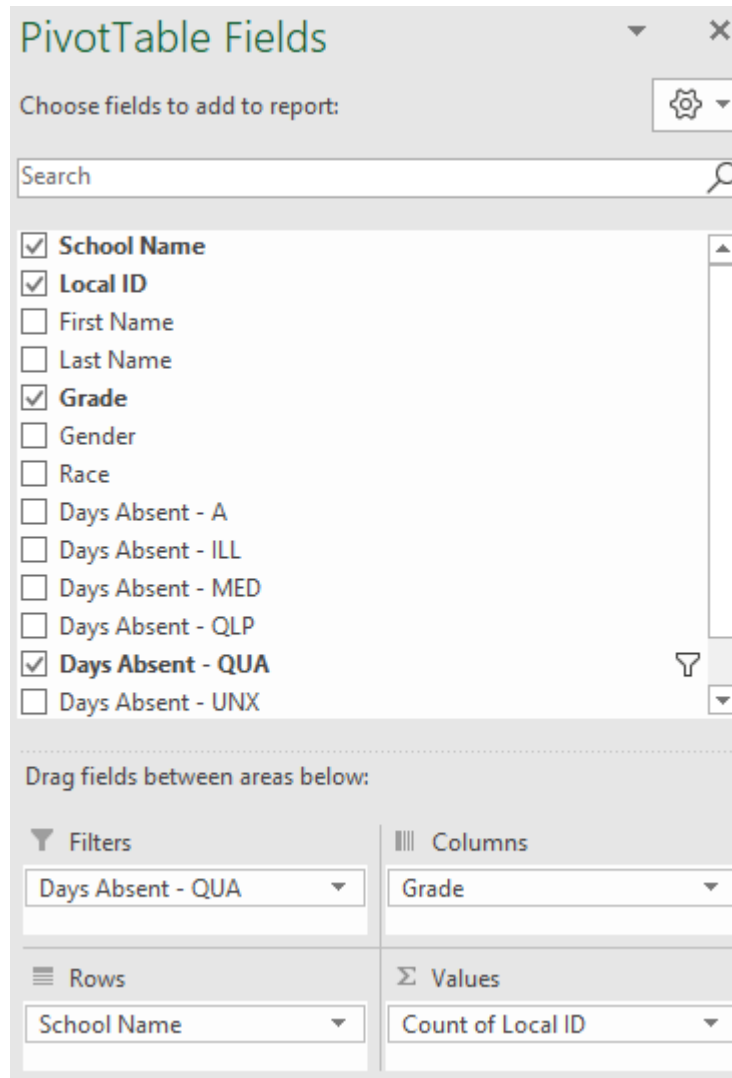 PivotTable Fields
Choose fields to add to report:
Search
School Name
Local ID
First Name
Last Name
Grade
Gender
Race
Days Absent - A
Days Absent - ILL
Days Absent - MED
Days Absent - QLP
Days Absent - QUA
Days Absent - UNX
Drag fields between areas below:
Filters
Days Absent - QUA
Columns
Grade
Rows
School Name
Σ Values
Count of Local ID